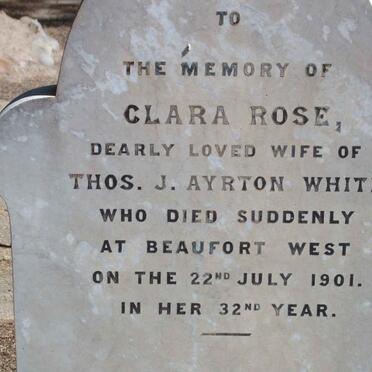 TO
THE MEMORY OF
CLARA ROSE,
DEARLY LOVED WIFE OF
THOS. J. AYRTON WHIT
WHO DIED SUDDENLY
AT BEAUFORT WEST
ON THE 22ND JULY 1901.
IN HER 32ND YEAR.